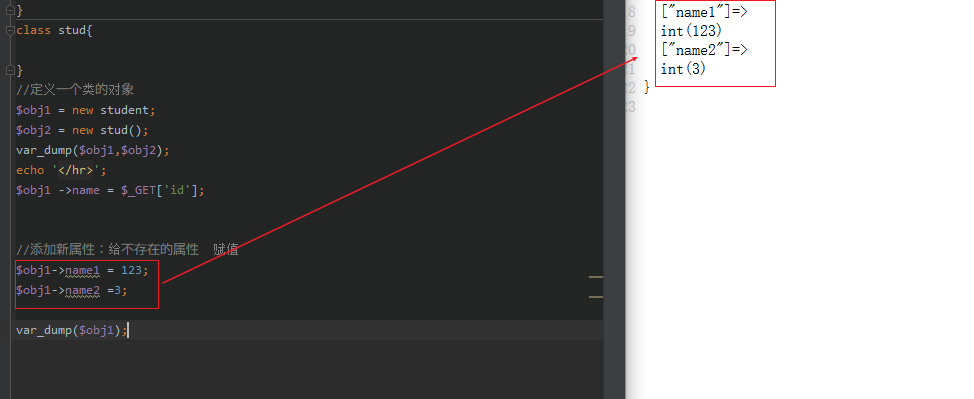 }
class stud{
}
//定义一个类的对象
$obj1 = new student;
$obj2 = new stud();
var_dump($obj1,$obj2);
echo '</hr>';
$obj1 ->name = $_GET['id'];
//添加新属性：给不存在的属性  赋值
$obj1->name1 = 123;
$obj1->name2 =3;
var_dump($obj1);
18 ["name1"]=>
19 int(123)
20 ["name2"]=>
21 int(3)
22 }
23